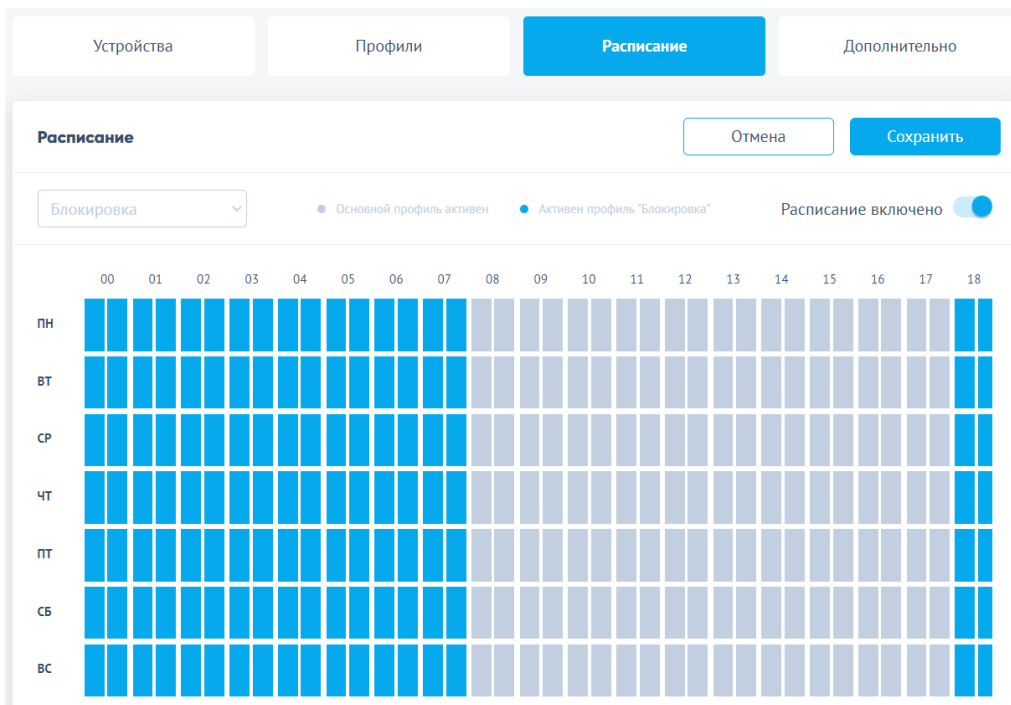 Устройства Профили Расписание Дополнительно
Расписание Отмена Сохранить
Блокировка Основной профиль активен Активен профиль "Блокировка" Расписание включено
00 01 02 03 04 05 06 07 08 09 10 11 12 13 14 15 16 17 18
ПН
ВТ
СР
ЧТ
ПТ
СБ
ВС